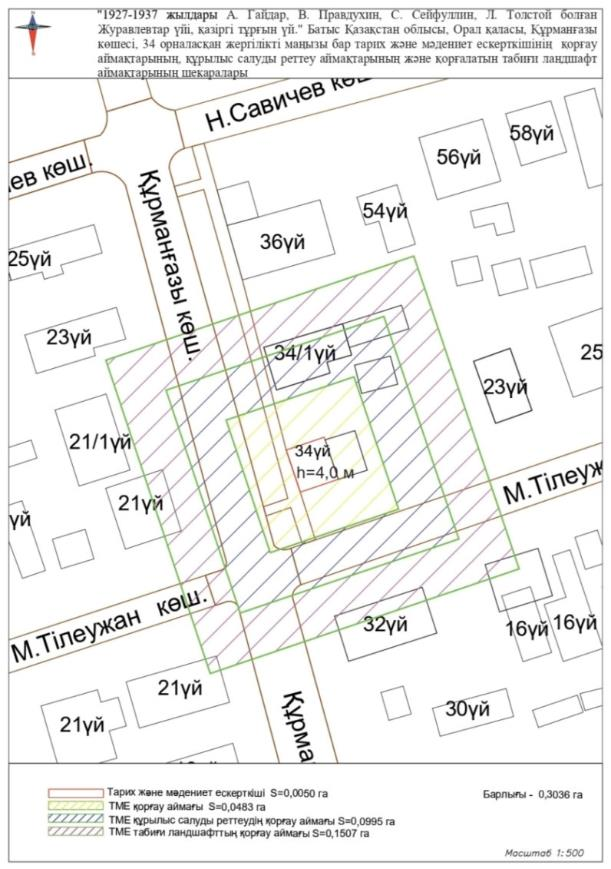 "1927-1937 жылдары А. Гайдар, В. Правдухин, С. Сейфуллин, Л. Толстой болған
Журавлевтар үйі, қазіргі тұрғын үй." Батыс Қазақстан облысы, Орал қаласы, Құрманғазы
көшесі, 34 орналасқан жергілікті маңызы бар тарих және мәдениет ескерткішінің қорғау
аймақтарының, құрылыс салуды реттеу аймақтарының және қорғалатын табиғи ландшафт
аймақтарының шекаралары
Н.Савичев көш.
ев көш.
58үй
56үй
Құрманғазы көш.
54үй
36үй
25үй
23үй
34/1үй
25
23үй
21/1үй
34үй
h=4,0 м
21үй
М.Тілеуж
үй
М.Тілеужан көш.
32үй
16үй
16үй
21үй
30үй
21үй
Құрма
Тарих және мәдениет ескерткіші S=0,0050 га
ТМЕ қорғау аймағы S=0,0483 га
ТМЕ құрылыс салуды реттеудің қорғау аймағы S=0,0995 га
ТМЕ табиғи ландшафттың қорғау аймағы S=0,1507 га
Барлығы - 0,3036 га
Масштаб 1:500